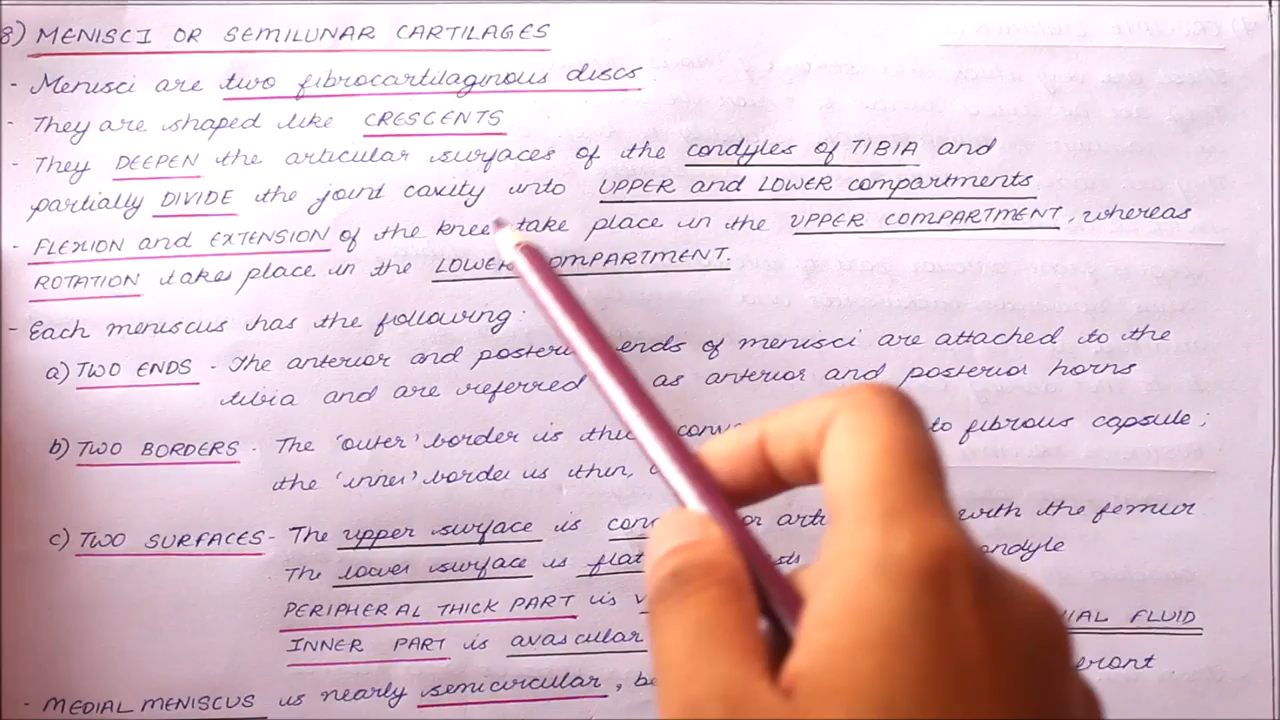 8) MENISCI OR SEMILUNAR CARTILAGES
- Menisci are two fibrocartilaginous discs
- They are shaped like CRESCENTS
- They DEEPEN the articular surfaces of the condyles of TIBIA and
partially DIVIDE the joint cavity into UPPER and LOWER compartments
- FLEXION and EXTENSION of the knee take place in the UPPER COMPARTMENT, whereas
ROTATION takes place in the LOWER COMPARTMENT.
- Each meniscus has the following:
a) TWO ENDS - The anterior and posterior ends of menisci are attached to the
tibia and are referred as anterior and posterior horns
b) TWO BORDERS - The 'outer' border is thick to fibrous capsule;
the 'inner' border is thin,
c) TWO SURFACES - The upper surface is with the femur
The lower surface is flat
PERIPHERAL THICK PART is FLUID
INNER PART is avascular
- MEDIAL MENISCUS is nearly semicircular,